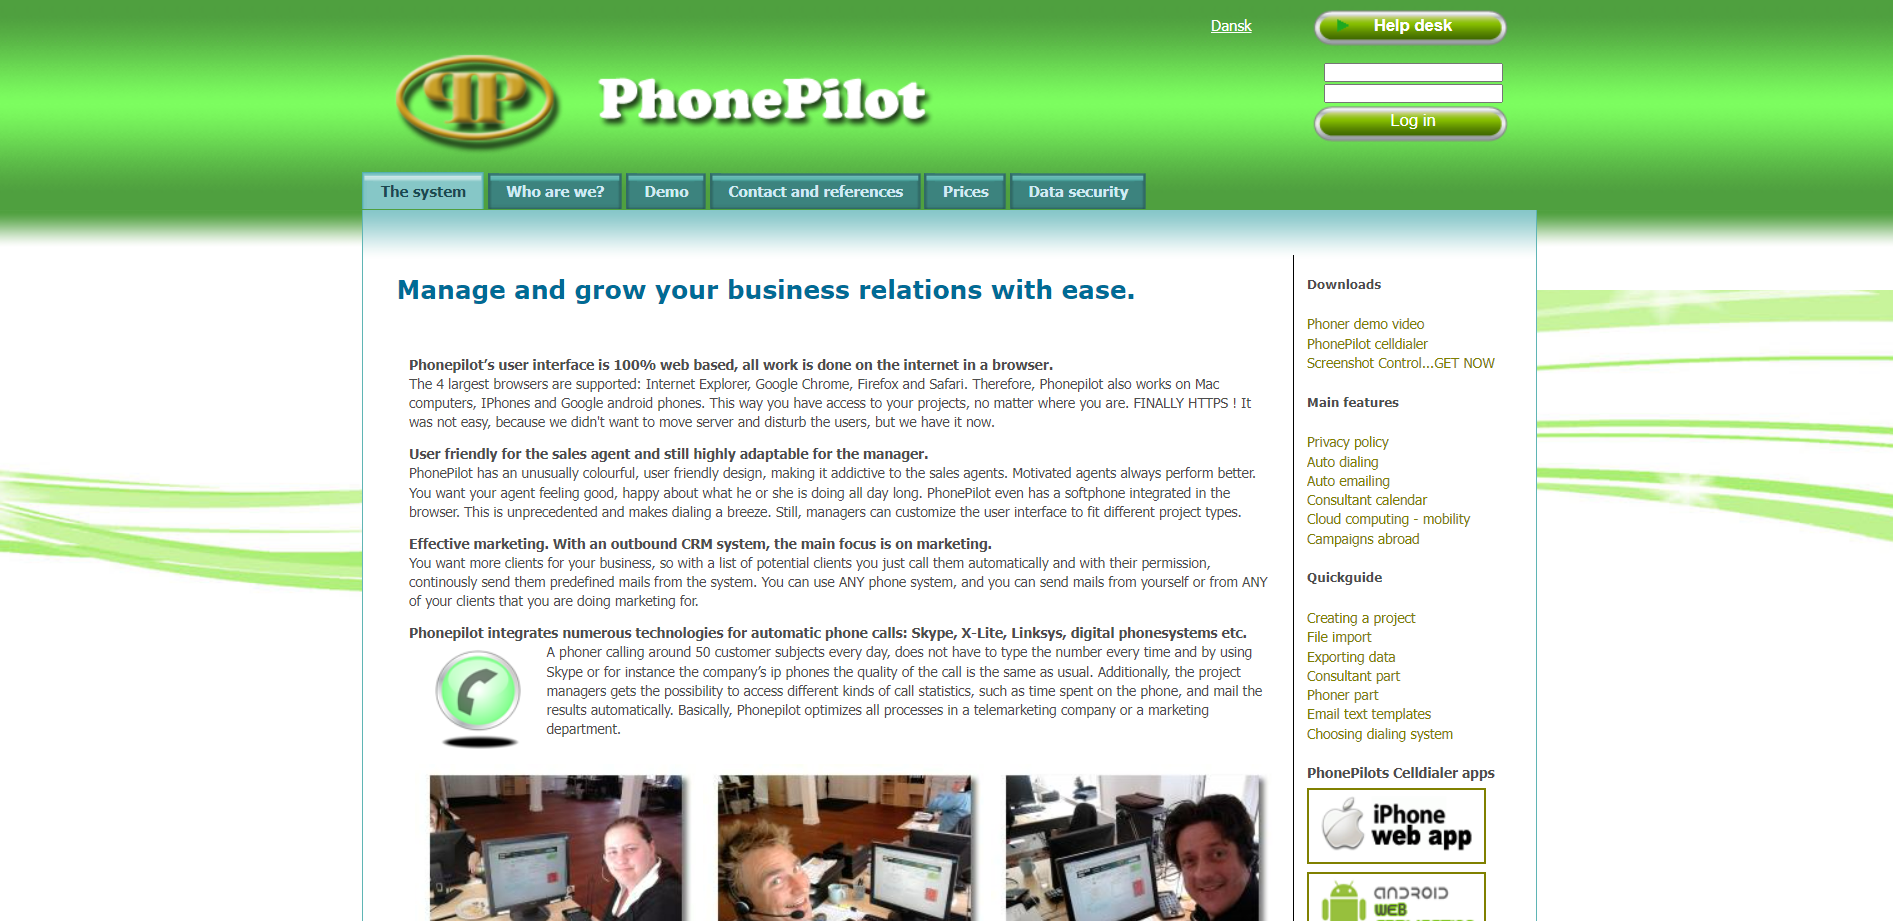 Dansk
Help desk
PP
PhonePilot
Log in
The system
Who are we?
Demo
Contact and references
Prices
Data security
Manage and grow your business relations with ease.
Phonepilot’s user interface is 100% web based, all work is done on the internet in a browser.
The 4 largest browsers are supported: Internet Explorer, Google Chrome, Firefox and Safari. Therefore, Phonepilot also works on Mac
computers, IPhones and Google android phones. This way you have access to your projects, no matter where you are. FINALLY HTTPS ! It
was not easy, because we didn't want to move server and disturb the users, but we have it now.
User friendly for the sales agent and still highly adaptable for the manager.
PhonePilot has an unusually colourful, user friendly design, making it addictive to the sales agents. Motivated agents always perform better.
You want your agent feeling good, happy about what he or she is doing all day long. PhonePilot even has a softphone integrated in the
browser. This is unprecedented and makes dialing a breeze. Still, managers can customize the user interface to fit different project types.
Effective marketing. With an outbound CRM system, the main focus is on marketing.
You want more clients for your business, so with a list of potential clients you just call them automatically and with their permission,
continously send them predefined mails from the system. You can use ANY phone system, and you can send mails from yourself or from ANY
of your clients that you are doing marketing for.
Phonepilot integrates numerous technologies for automatic phone calls: Skype, X-Lite, Linksys, digital phonesystems etc.
A phoner calling around 50 customer subjects every day, does not have to type the number every time and by using
Skype or for instance the company’s ip phones the quality of the call is the same as usual. Additionally, the project
managers gets the possibility to access different kinds of call statistics, such as time spent on the phone, and mail the
results automatically. Basically, Phonepilot optimizes all processes in a telemarketing company or a marketing
department.
Downloads
Phoner demo video
PhonePilot celldialer
Screenshot Control...GET NOW
Main features
Privacy policy
Auto dialing
Auto emailing
Consultant calendar
Cloud computing - mobility
Campaigns abroad
Quickguide
Creating a project
File import
Exporting data
Consultant part
Phoner part
Email text templates
Choosing dialing system
PhonePilots Celldialer apps
iPhone
web app
ANDROID
WEB